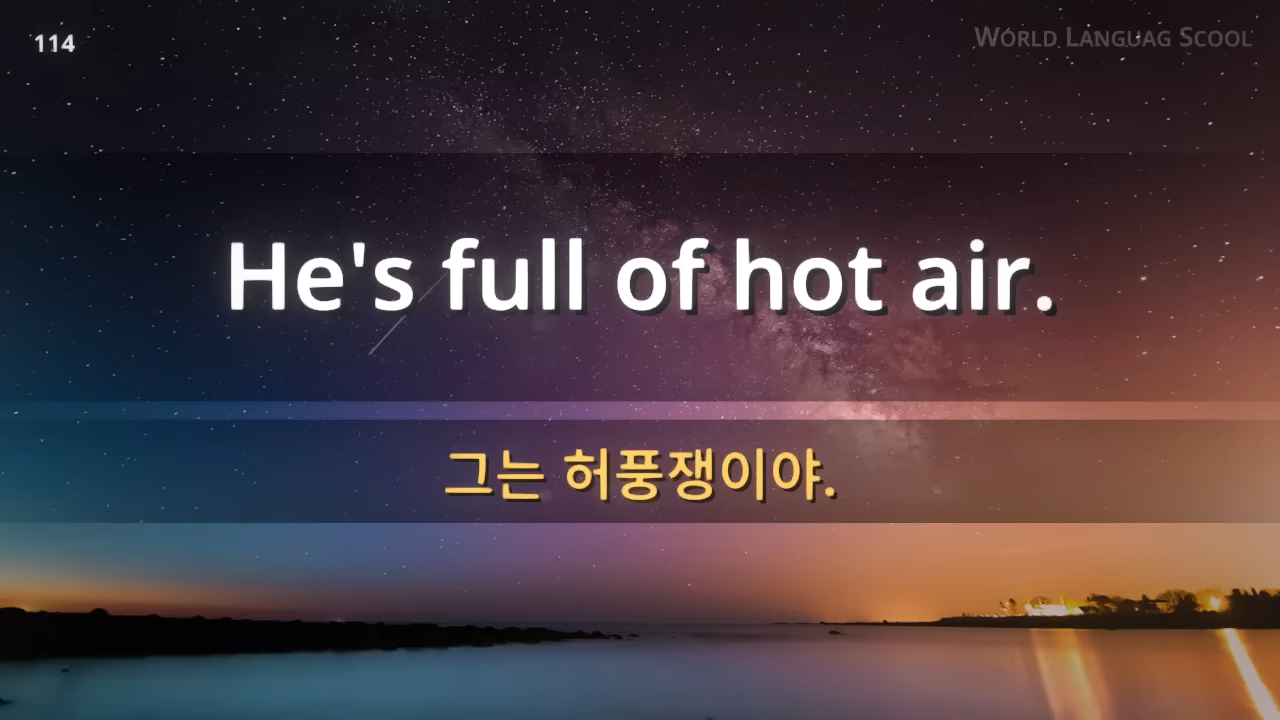 114
World Languag Scool
He's full of hot air.
그는 허풍쟁이야.